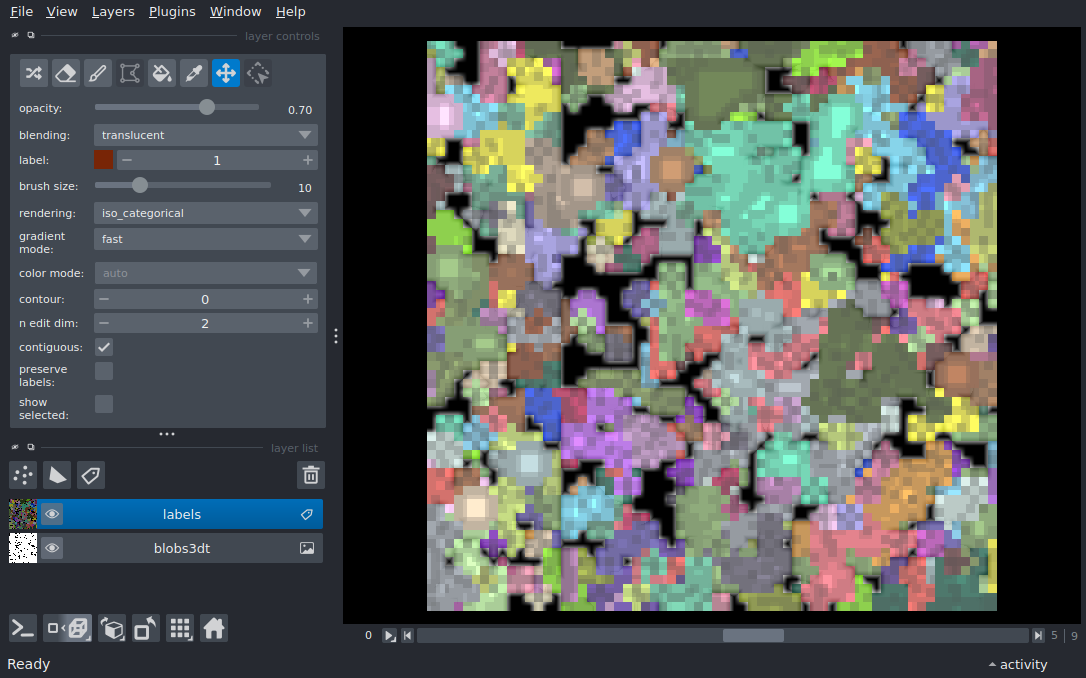 File View Layers Plugins Window Help
layer controls
opacity: 0.70
blending: translucent
label: 1
brush size: 10
rendering: iso_categorical
gradient
mode: fast
color mode: auto
contour: 0
n edit dim: 2
contiguous:
preserve
labels:
show
selected:
layer list
labels
blobs3dt
0 5 | 9
Ready activity